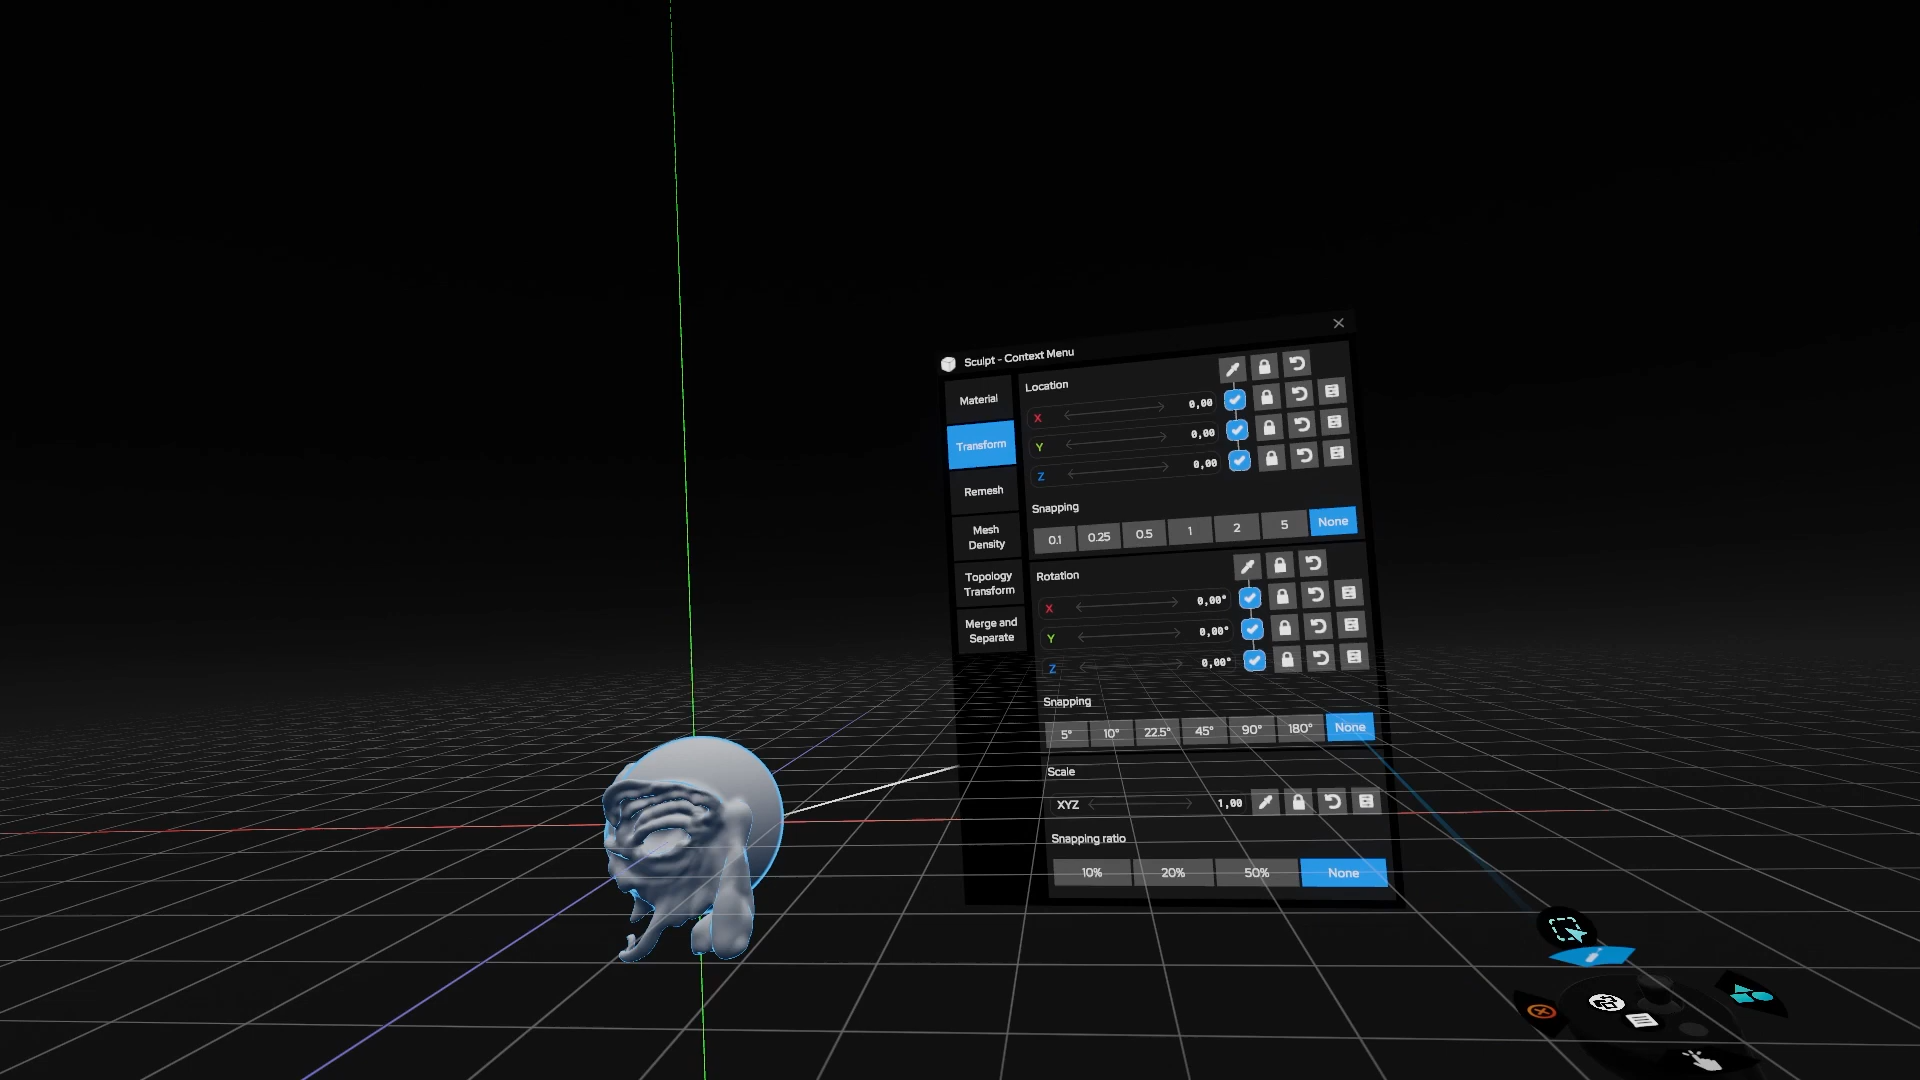 Sculpt - Context Menu
Material
Transform
Remesh
Mesh
Density
Topology
Transform
Merge and
Separate
Location
X 0,00
Y 0,00
Z 0,00
Snapping
0.1 0.25 0.5 1 2 5 None
Rotation
X 0,00°
Y 0,00°
Z 0,00°
Snapping
5° 10° 22.5° 45° 90° 180° None
Scale
XYZ 1,00
Snapping ratio
10% 20% 50% None